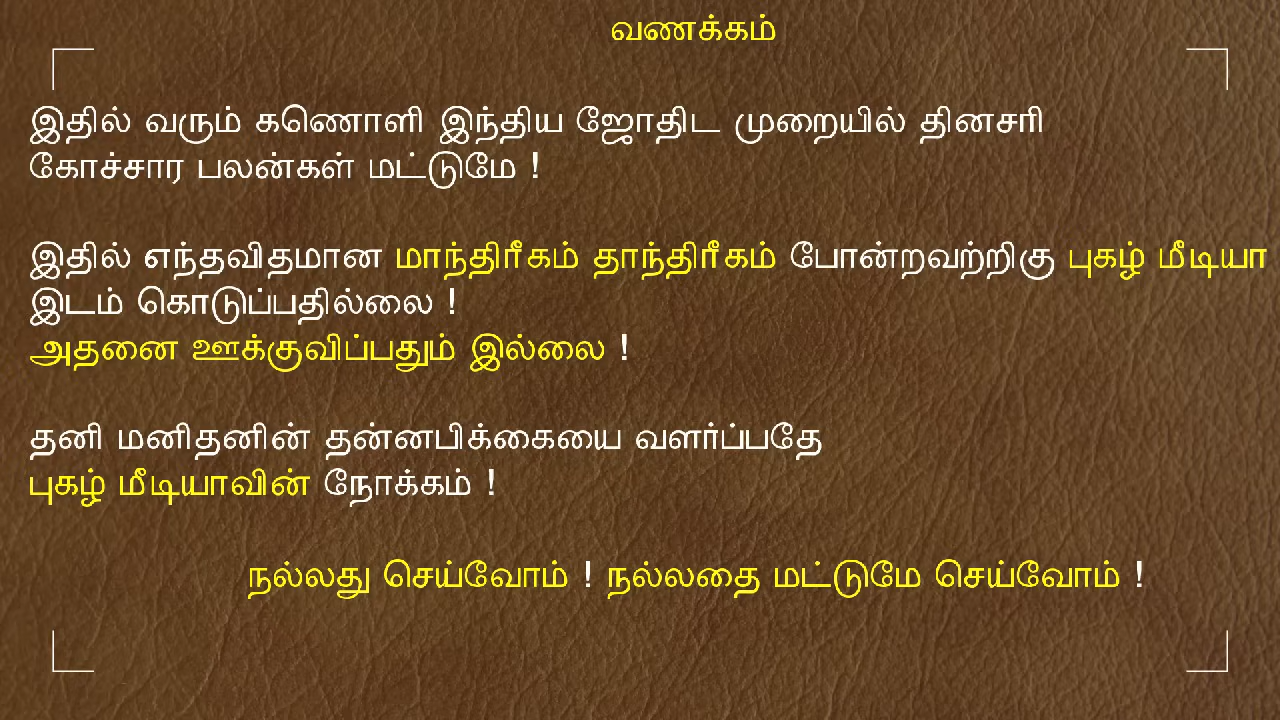 வணக்கம்
இதில் வரும் கணொளி இந்திய ஜோதிட முறையில் தினசரி
கோச்சார பலன்கள் மட்டுமே !
இதில் எந்தவிதமான மாந்திரீகம் தாந்திரீகம் போன்றவற்றிகு புகழ் மீடியா
இடம் கொடுப்பதில்லை !
அதனை ஊக்குவிப்பதும் இல்லை !
தனி மனிதனின் தன்னபிக்கையை வளர்ப்பதே
புகழ் மீடியாவின் நோக்கம் !
நல்லது செய்வோம் ! நல்லதை மட்டுமே செய்வோம் !